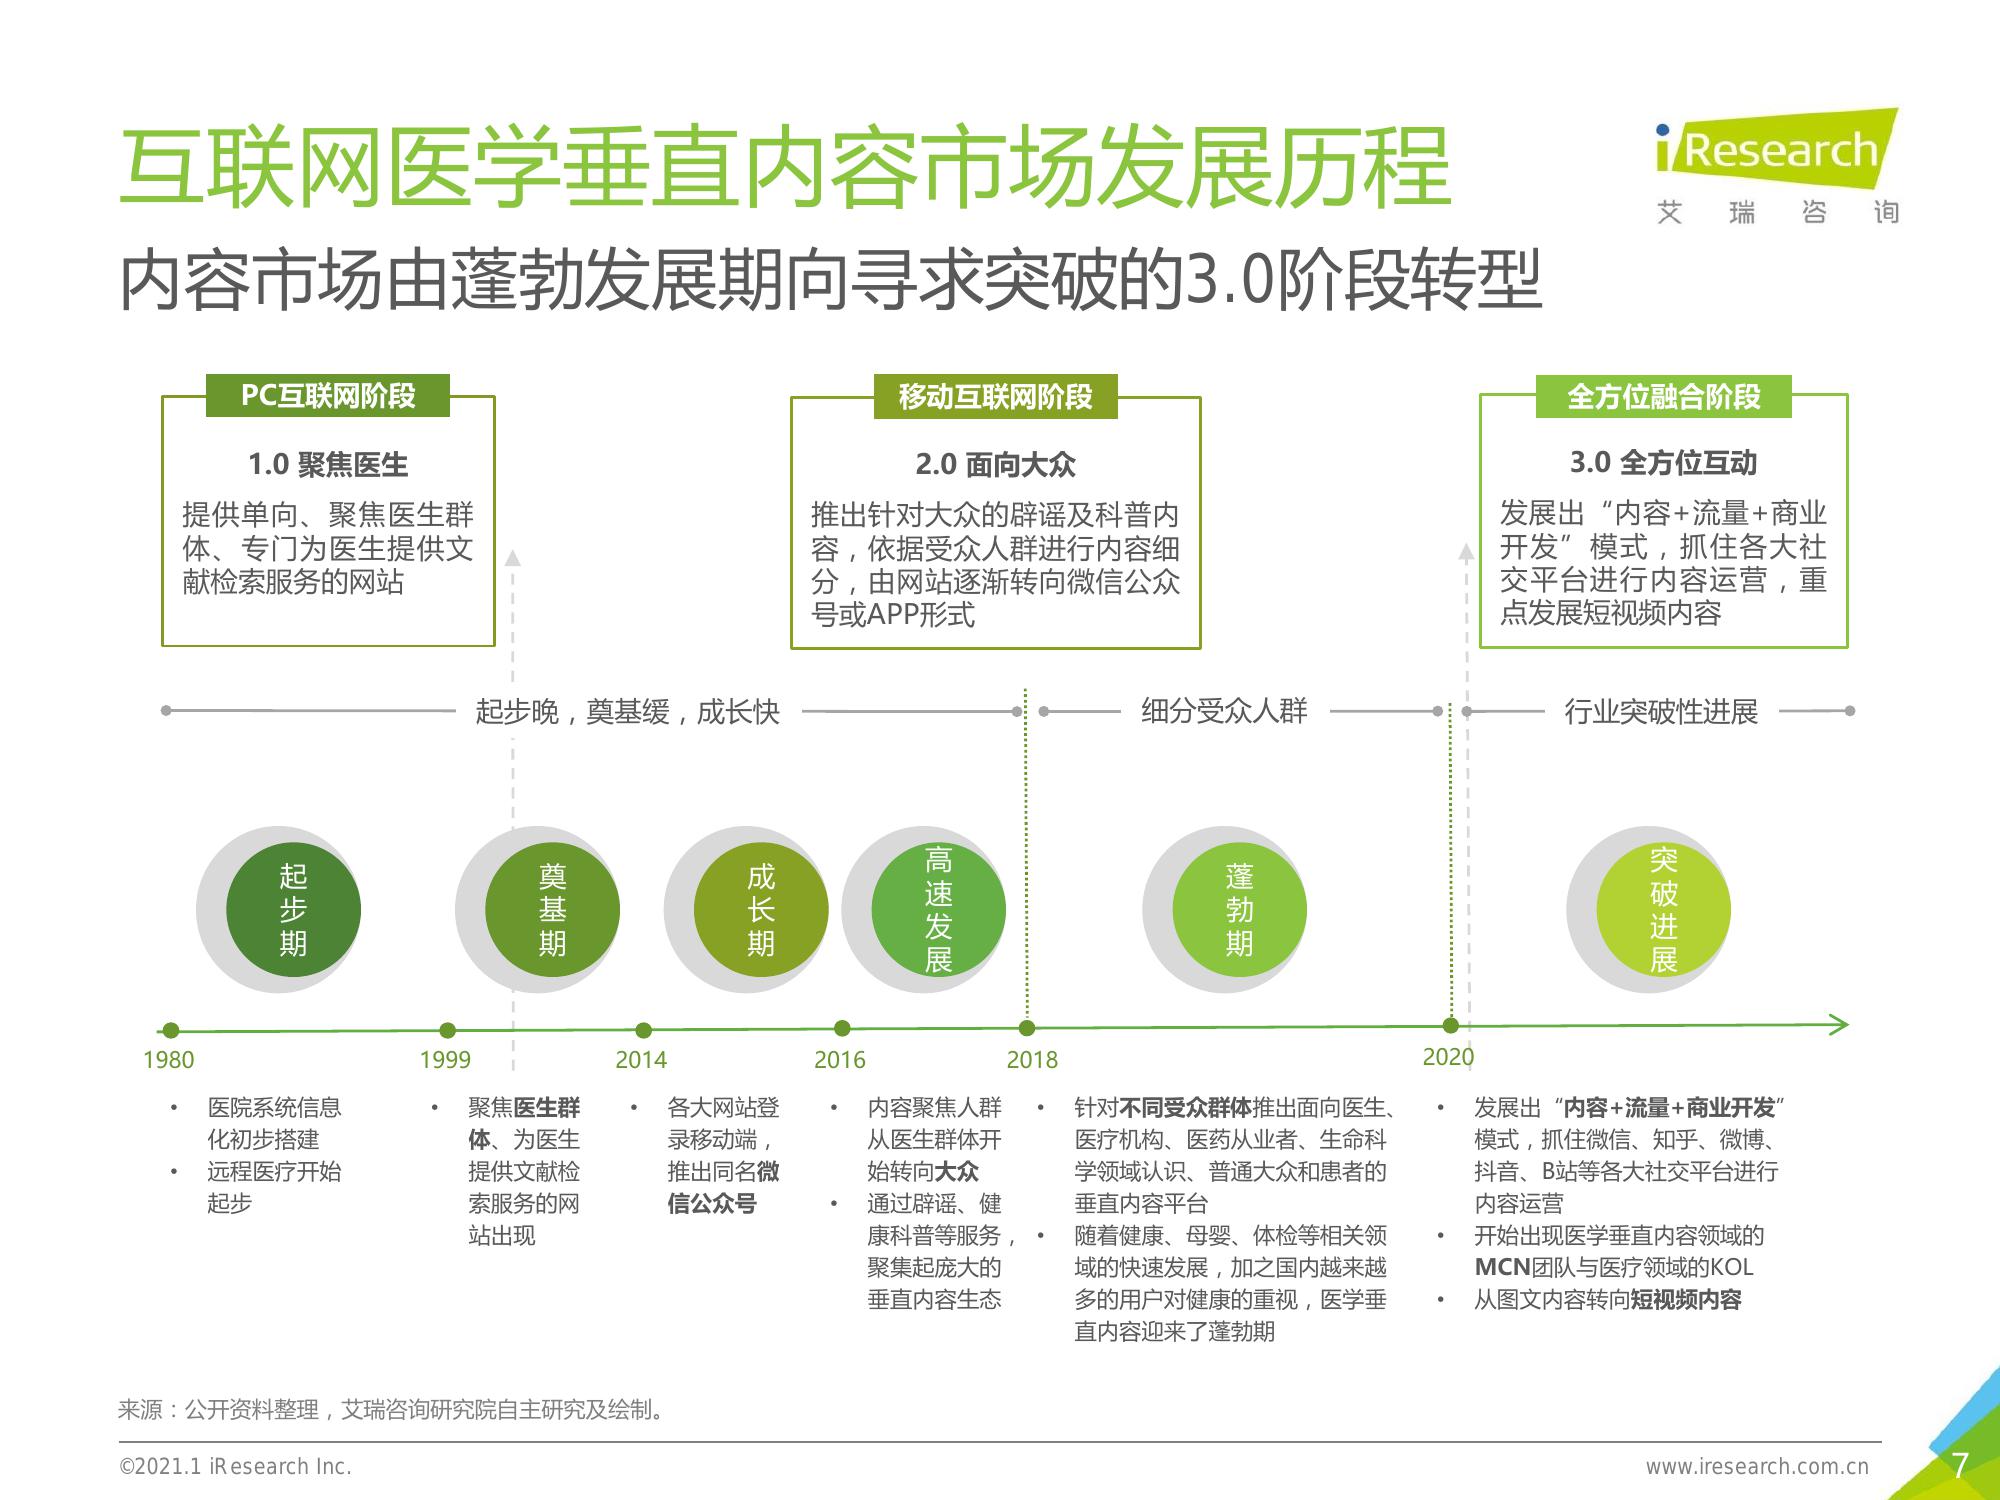 互联网医学垂直内容市场发展历程
iResearch
艾瑞咨询
内容市场由蓬勃发展期向寻求突破的3.0阶段转型
PC互联网阶段
1.0 聚焦医生
提供单向、聚焦医生群
体、专门为医生提供文
献检索服务的网站
移动互联网阶段
2.0 面向大众
推出针对大众的辟谣及科普内
容，依据受众人群进行内容细
分，由网站逐渐转向微信公众
号或APP形式
全方位融合阶段
3.0 全方位互动
发展出“内容+流量+商业
开发”模式，抓住各大社
交平台进行内容运营，重
点发展短视频内容
起步晚，奠基缓，成长快
细分受众人群
行业突破性进展
起步期
奠基期
成长期
高速发展
蓬勃期
突破进展
1980
1999
2014
2016
2018
2020
• 医院系统信息
化初步搭建
• 远程医疗开始
起步
• 聚焦医生群
体、为医生
提供文献检
索服务的网
站出现
• 各大网站登
录移动端，
推出同名微
信公众号
• 内容聚焦人群
从医生群体开
始转向大众
• 通过辟谣、健
康科普等服务，
聚集起庞大的
垂直内容生态
• 针对不同受众群体推出面向医生、
医疗机构、医药从业者、生命科
学领域认识、普通大众和患者的
垂直内容平台
• 随着健康、母婴、体检等相关领
域的快速发展，加之国内越来越
多的用户对健康的重视，医学垂
直内容迎来了蓬勃期
• 发展出“内容+流量+商业开发”
模式，抓住微信、知乎、微博、
抖音、B站等各大社交平台进行
内容运营
• 开始出现医学垂直内容领域的
MCN团队与医疗领域的KOL
• 从图文内容转向短视频内容
来源：公开资料整理，艾瑞咨询研究院自主研究及绘制。
©2021.1 iResearch Inc.
www.iresearch.com.cn
7